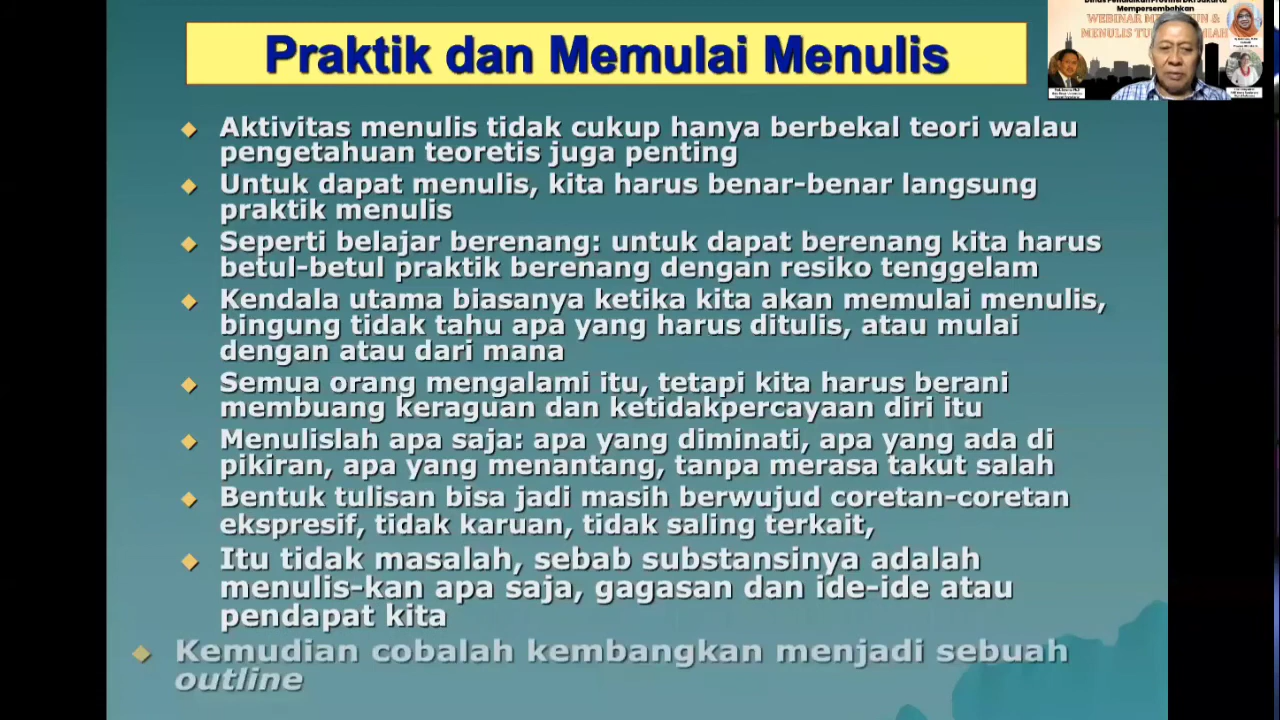 Praktik dan Memulai Menulis
Mempersembahkan
Aktivitas menulis tidak cukup hanya berbekal teori walau
pengetahuan teoretis juga penting
Untuk dapat menulis, kita harus benar-benar langsung
praktik menulis
Seperti belajar berenang: untuk dapat berenang kita harus
betul-betul praktik berenang dengan resiko tenggelam
Kendala utama biasanya ketika kita akan memulai menulis,
bingung tidak tahu apa yang harus ditulis, atau mulai
dengan atau dari mana
Semua orang mengalami itu, tetapi kita harus berani
membuang keraguan dan ketidakpercayaan diri itu
Menulislah apa saja: apa yang diminati, apa yang ada di
pikiran, apa yang menantang, tanpa merasa takut salah
Bentuk tulisan bisa jadi masih berwujud coretan-coretan
ekspresif, tidak karuan, tidak saling terkait,
Itu tidak masalah, sebab substansinya adalah
menulis-kan apa saja, gagasan dan ide-ide atau
pendapat kita
Kemudian cobalah kembangkan menjadi sebuah
outline
WEBINAR
MENULIS